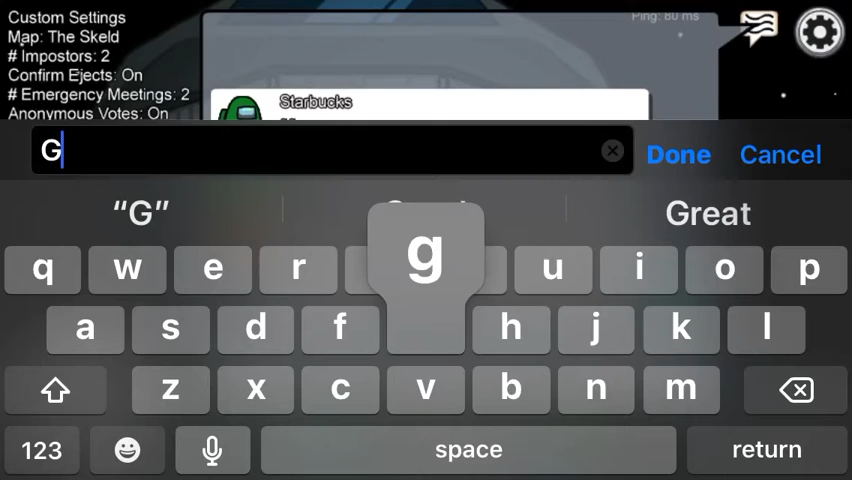 Custom Settings
Map: The Skeld
# Impostors: 2
Confirm Ejects: On
# Emergency Meetings: 2
Anonymous Votes: On
Ping: 80 ms
Starbucks
G
Done
Cancel
“G”
Great
q w e r u i o p
a s d f g h j k l
z x c v b n m
123
space
return